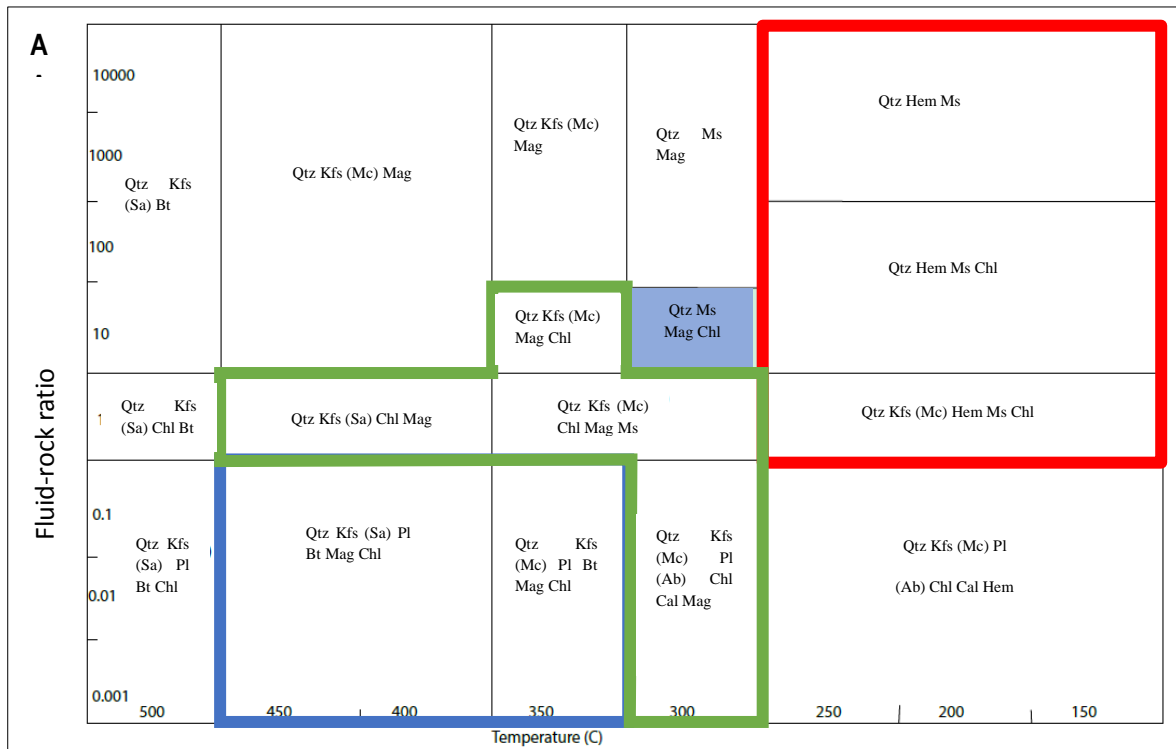 A
-
10000
1000
100
10
1
0.1
0.01
0.001
Fluid-rock ratio
Qtz Kfs
(Sa) Bt
Qtz Kfs (Mc) Mag
Qtz Kfs (Mc)
Mag
Qtz Ms
Mag
Qtz Hem Ms
Qtz Hem Ms Chl
Qtz Kfs (Mc)
Mag Chl
Qtz Ms
Mag Chl
Qtz Kfs
(Sa) Chl Bt
Qtz Kfs (Sa) Chl Mag
Qtz Kfs (Mc)
Chl Mag Ms
Qtz Kfs (Mc) Hem Ms Chl
Qtz Kfs
(Sa) Pl
Bt Chl
Qtz Kfs (Sa) Pl
Bt Mag Chl
Qtz Kfs
(Mc) Pl Bt
Mag Chl
Qtz Kfs
(Mc) Pl
(Ab) Chl
Cal Mag
Qtz Kfs (Mc) Pl
(Ab) Chl Cal Hem
500 450 400 350 300 250 200 150
Temperature (C)